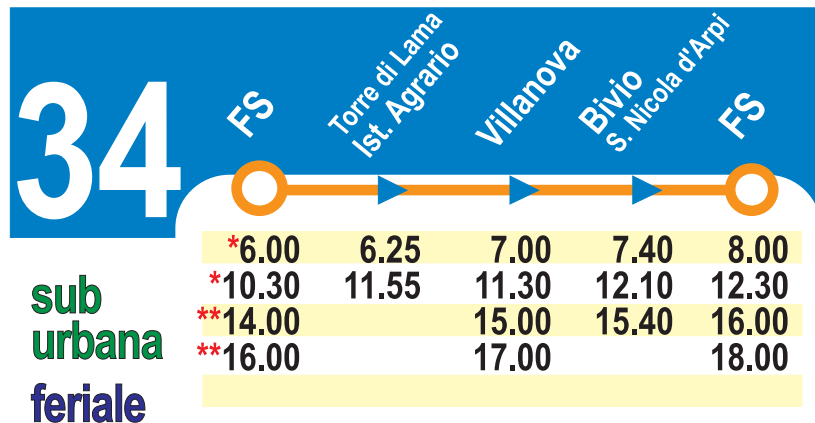 34
FS
Torre di Lama
Ist. Agrario
Villanova
Bivio
S. Nicola d'Arpi
FS
*6.00 6.25 7.00 7.40 8.00
*10.30 11.55 11.30 12.10 12.30
**14.00 15.00 15.40 16.00
**16.00 17.00 18.00
sub
urbana
feriale